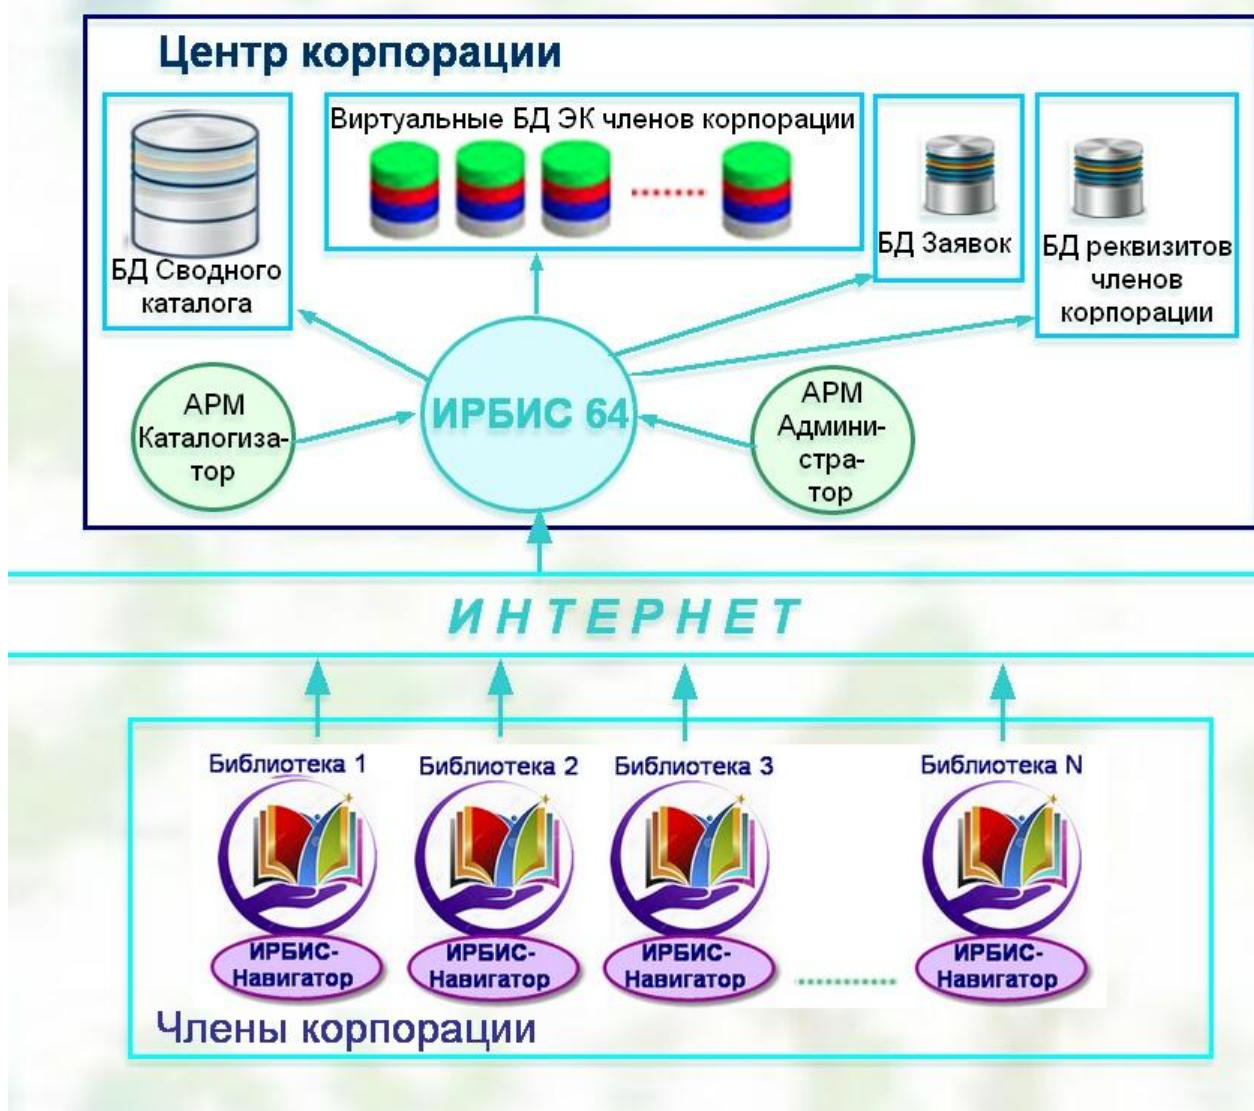 Центр корпорации
БД Сводного
каталога
Виртуальные БД ЭК членов корпорации
БД Заявок
БД реквизитов
членов
корпорации
АРМ
Каталогиза-
тор
ИРБИС 64
АРМ
Админи-
стра-
тор
ИНТЕРНЕТ
Библиотека 1
Библиотека 2
Библиотека 3
Библиотека N
ИРБИС-
Навигатор
ИРБИС-
Навигатор
ИРБИС-
Навигатор
ИРБИС-
Навигатор
Члены корпорации